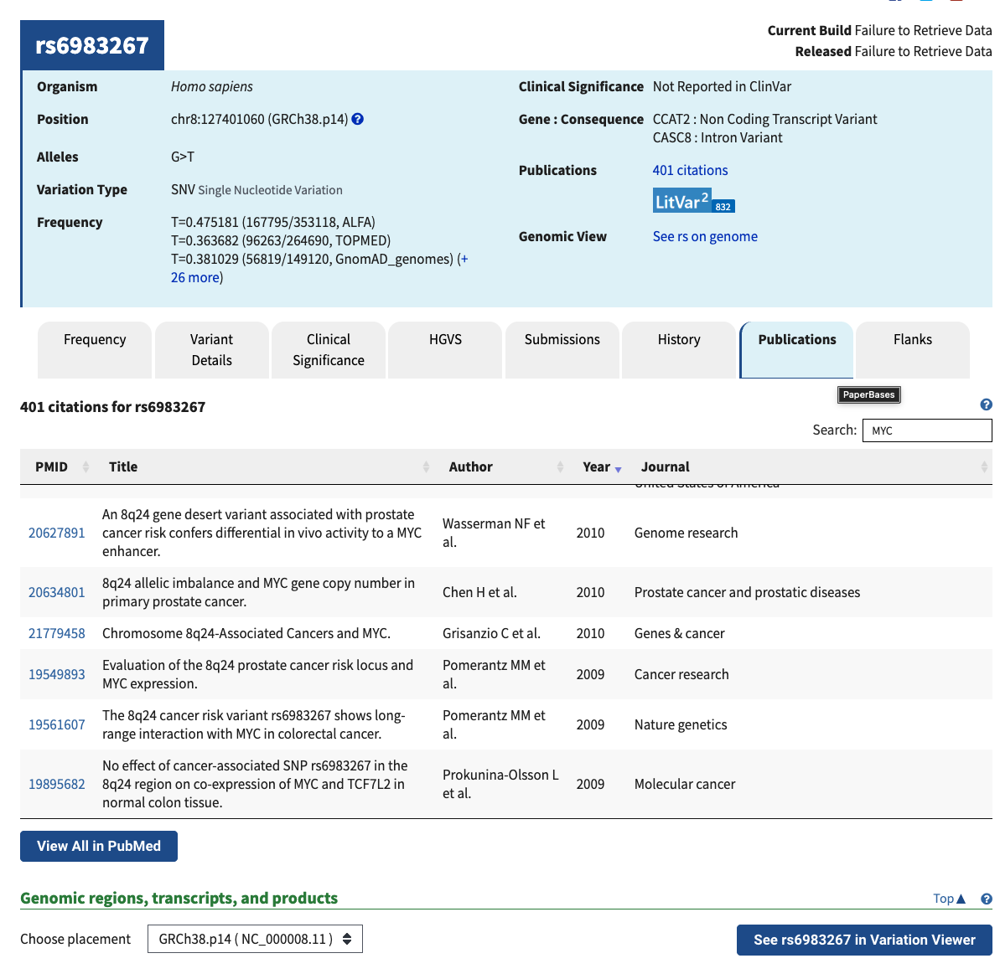 rs6983267
Current Build Failure to Retrieve Data
Released Failure to Retrieve Data
Organism Homo sapiens
Position chr8:127401060 (GRCh38.p14) ?
Alleles G>T
Variation Type SNV Single Nucleotide Variation
Frequency T=0.475181 (167795/353118, ALFA)
T=0.363682 (96263/264690, TOPMED)
T=0.381029 (56819/149120, GnomAD_genomes) (+
26 more)
Clinical Significance Not Reported in ClinVar
Gene : Consequence CCAT2 : Non Coding Transcript Variant
CASC8 : Intron Variant
Publications 401 citations
LitVar² 832
Genomic View See rs on genome
Frequency
Variant
Details
Clinical
Significance
HGVS
Submissions
History
Publications
Flanks
PaperBases
401 citations for rs6983267 ?
Search: MYC
PMID Title Author Year Journal
United States of America
20627891
An 8q24 gene desert variant associated with prostate
cancer risk confers differential in vivo activity to a MYC
enhancer.
Wasserman NF et
al.
2010
Genome research
20634801
8q24 allelic imbalance and MYC gene copy number in
primary prostate cancer.
Chen H et al.
2010
Prostate cancer and prostatic diseases
21779458
Chromosome 8q24-Associated Cancers and MYC.
Grisanzio C et al.
2010
Genes & cancer
19549893
Evaluation of the 8q24 prostate cancer risk locus and
MYC expression.
Pomerantz MM et
al.
2009
Cancer research
19561607
The 8q24 cancer risk variant rs6983267 shows long-
range interaction with MYC in colorectal cancer.
Pomerantz MM et
al.
2009
Nature genetics
19895682
No effect of cancer-associated SNP rs6983267 in the
8q24 region on co-expression of MYC and TCF7L2 in
normal colon tissue.
Prokunina-Olsson L
et al.
2009
Molecular cancer
View All in PubMed
Genomic regions, transcripts, and products
Top ?
Choose placement GRCh38.p14 ( NC_000008.11 )
See rs6983267 in Variation Viewer